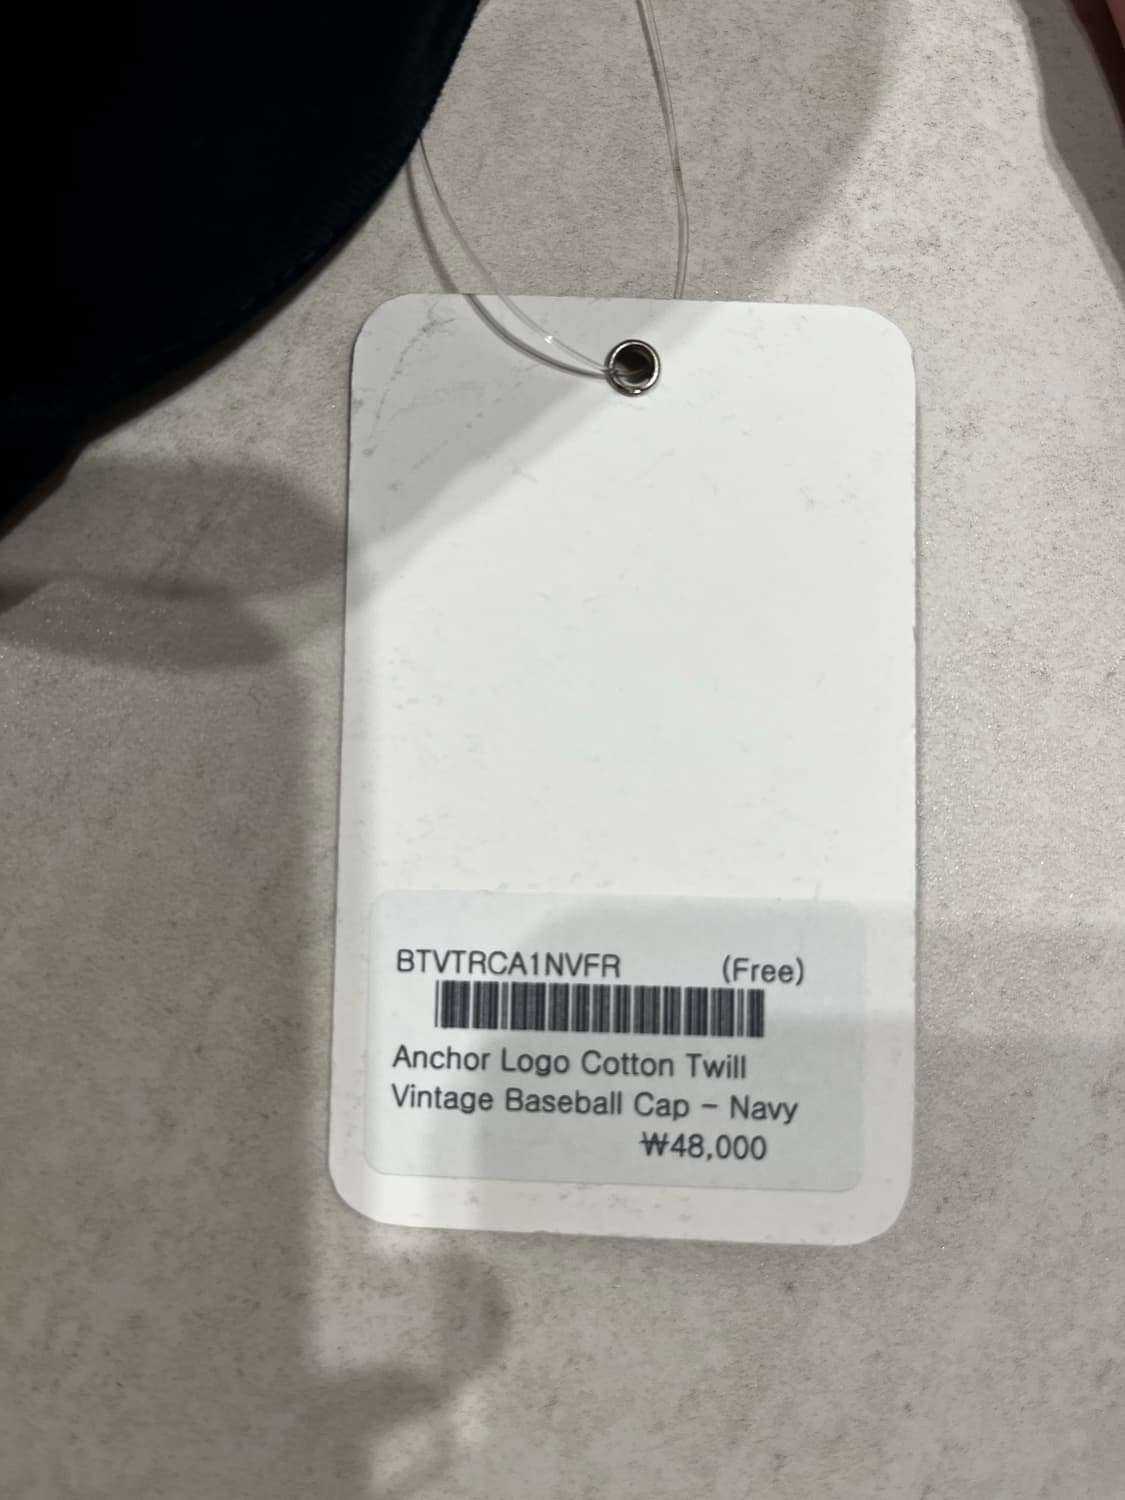 BTVTRCA1NVFR (Free)
Anchor Logo Cotton Twill
Vintage Baseball Cap - Navy
₩48,000